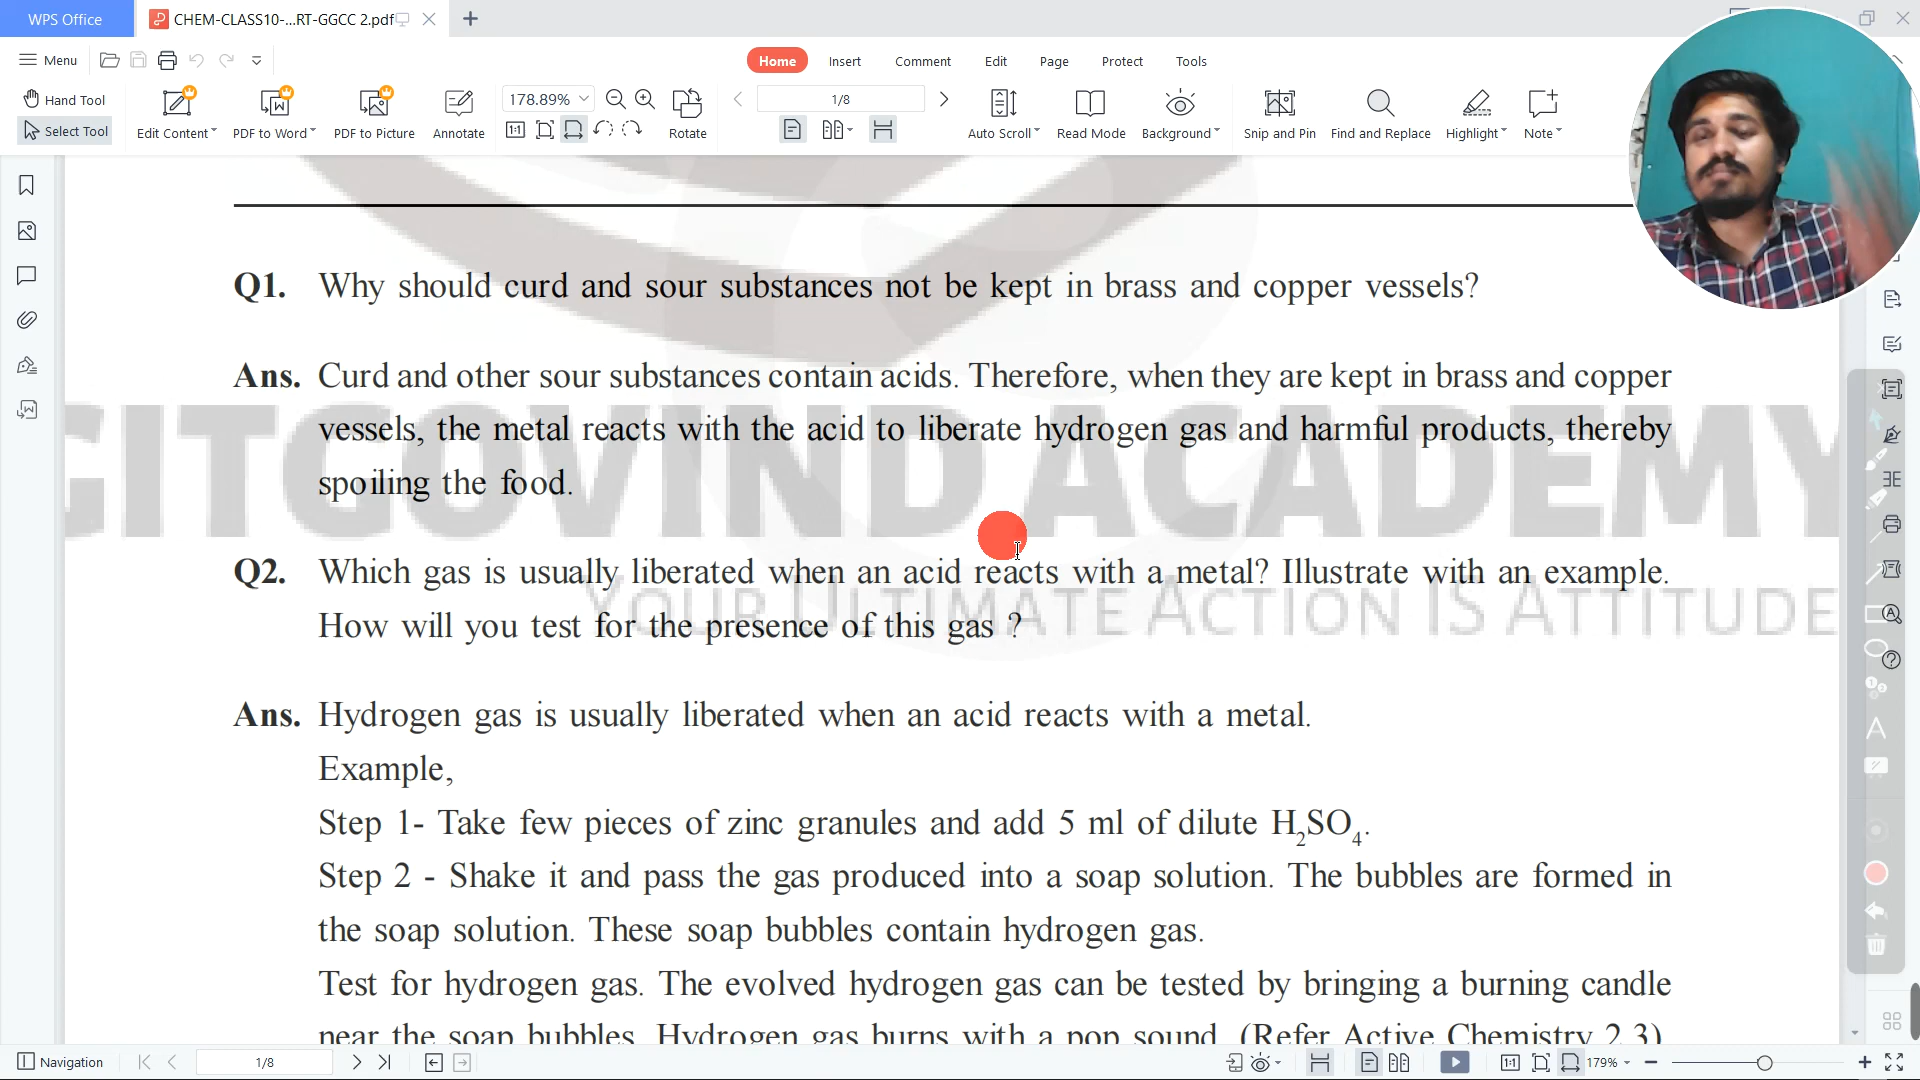 WPS Office
CHEM-CLASS10-...RT-GGCC 2.pdf
Menu
Home Insert Comment Edit Page Protect Tools
Hand Tool
Select Tool
Edit Content
PDF to Word
PDF to Picture
Annotate
178.89%
Rotate
1/8
Auto Scroll
Read Mode
Background
Snip and Pin
Find and Replace
Highlight
Note
Q1. Why should curd and sour substances not be kept in brass and copper vessels?
Ans. Curd and other sour substances contain acids. Therefore, when they are kept in brass and copper
vessels, the metal reacts with the acid to liberate hydrogen gas and harmful products, thereby
spoiling the food.
GITGOVIND ACADEMY
Q2. Which gas is usually liberated when an acid reacts with a metal? Illustrate with an example.
YOUR ULTIMATE ACTION IS ATTITUDE
How will you test for the presence of this gas ?
Ans. Hydrogen gas is usually liberated when an acid reacts with a metal.
Example,
Step 1- Take few pieces of zinc granules and add 5 ml of dilute H₂SO₄.
Step 2 - Shake it and pass the gas produced into a soap solution. The bubbles are formed in
the soap solution. These soap bubbles contain hydrogen gas.
Test for hydrogen gas. The evolved hydrogen gas can be tested by bringing a burning candle
near the soap bubbles. Hydrogen gas burns with a pop sound. (Refer Active Chemistry 2.3)
Navigation
1/8
179%